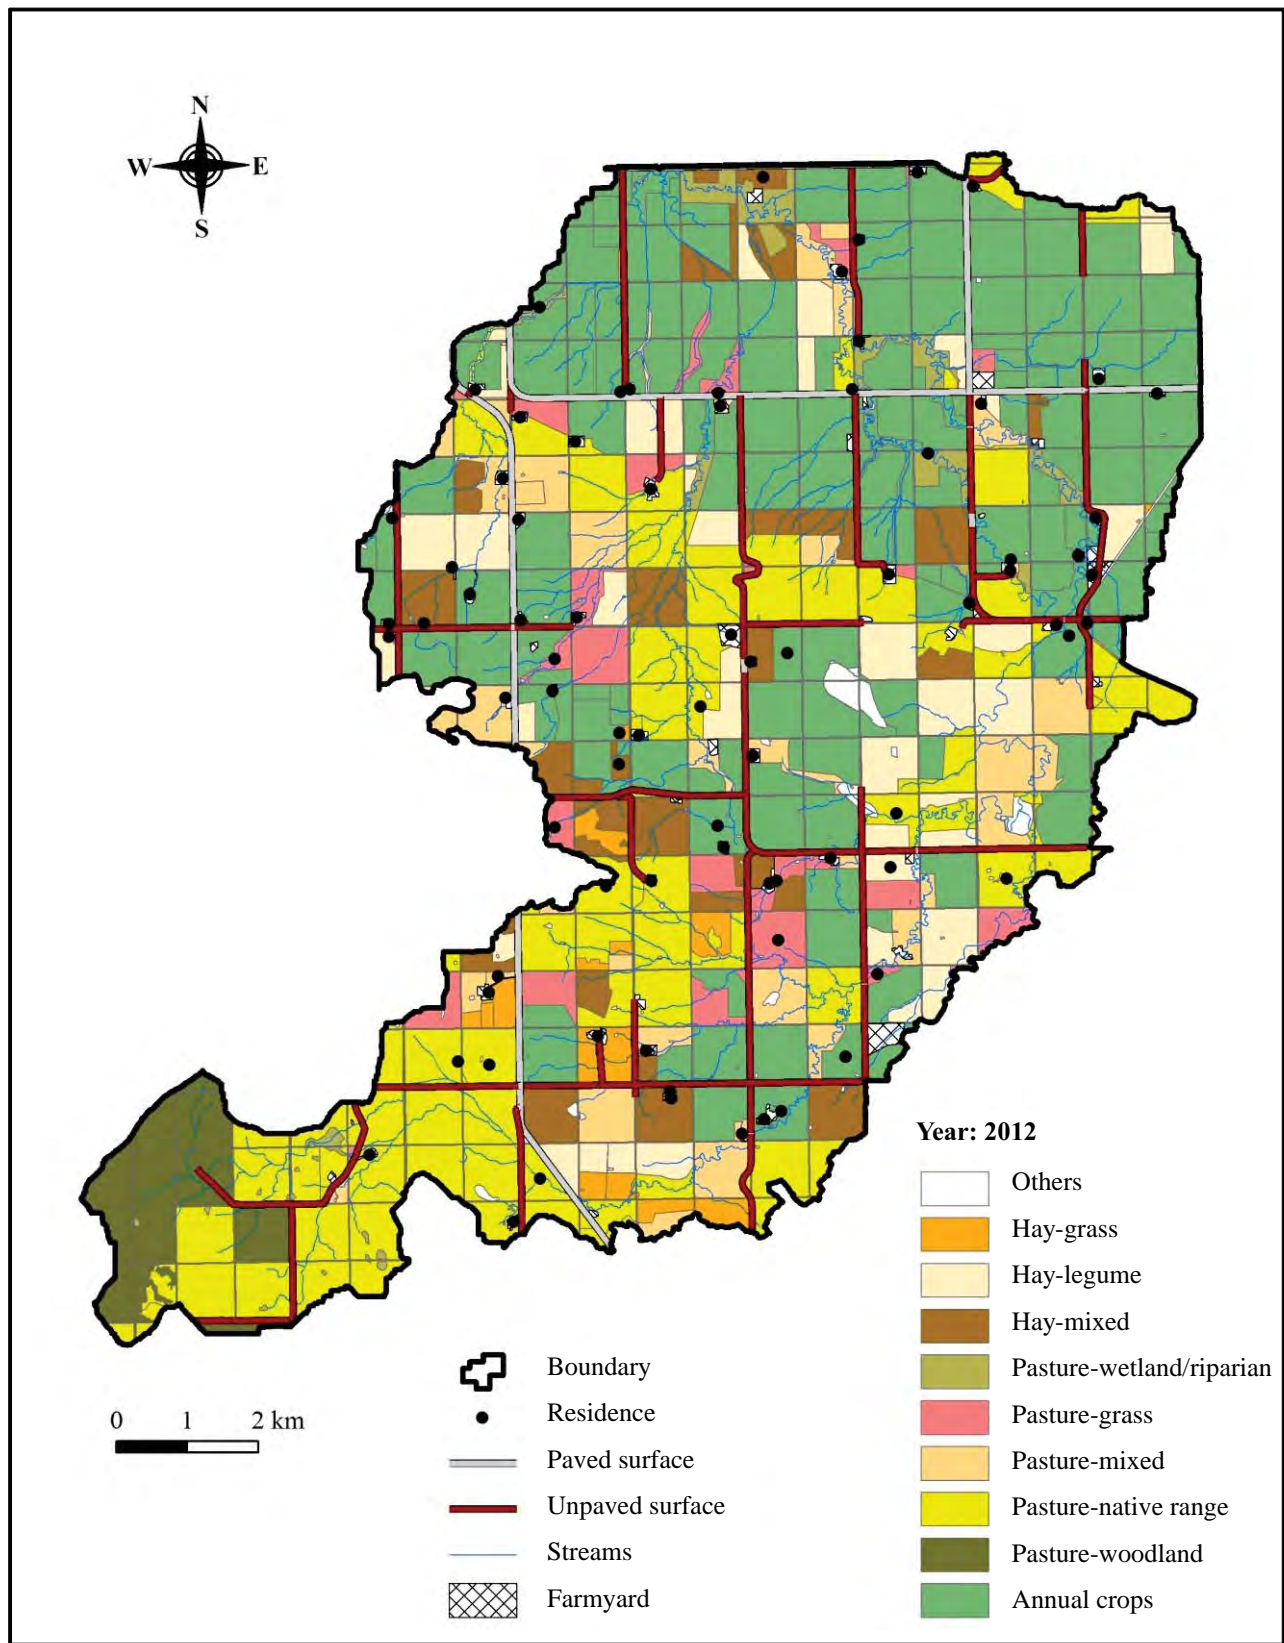 N
W E
S
Year: 2012
Others
Hay-grass
Hay-legume
Hay-mixed
Boundary
Pasture-wetland/riparian
Residence
Pasture-grass
0 1 2 km
Paved surface
Pasture-mixed
Unpaved surface
Pasture-native range
Streams
Pasture-woodland
Farmyard
Annual crops